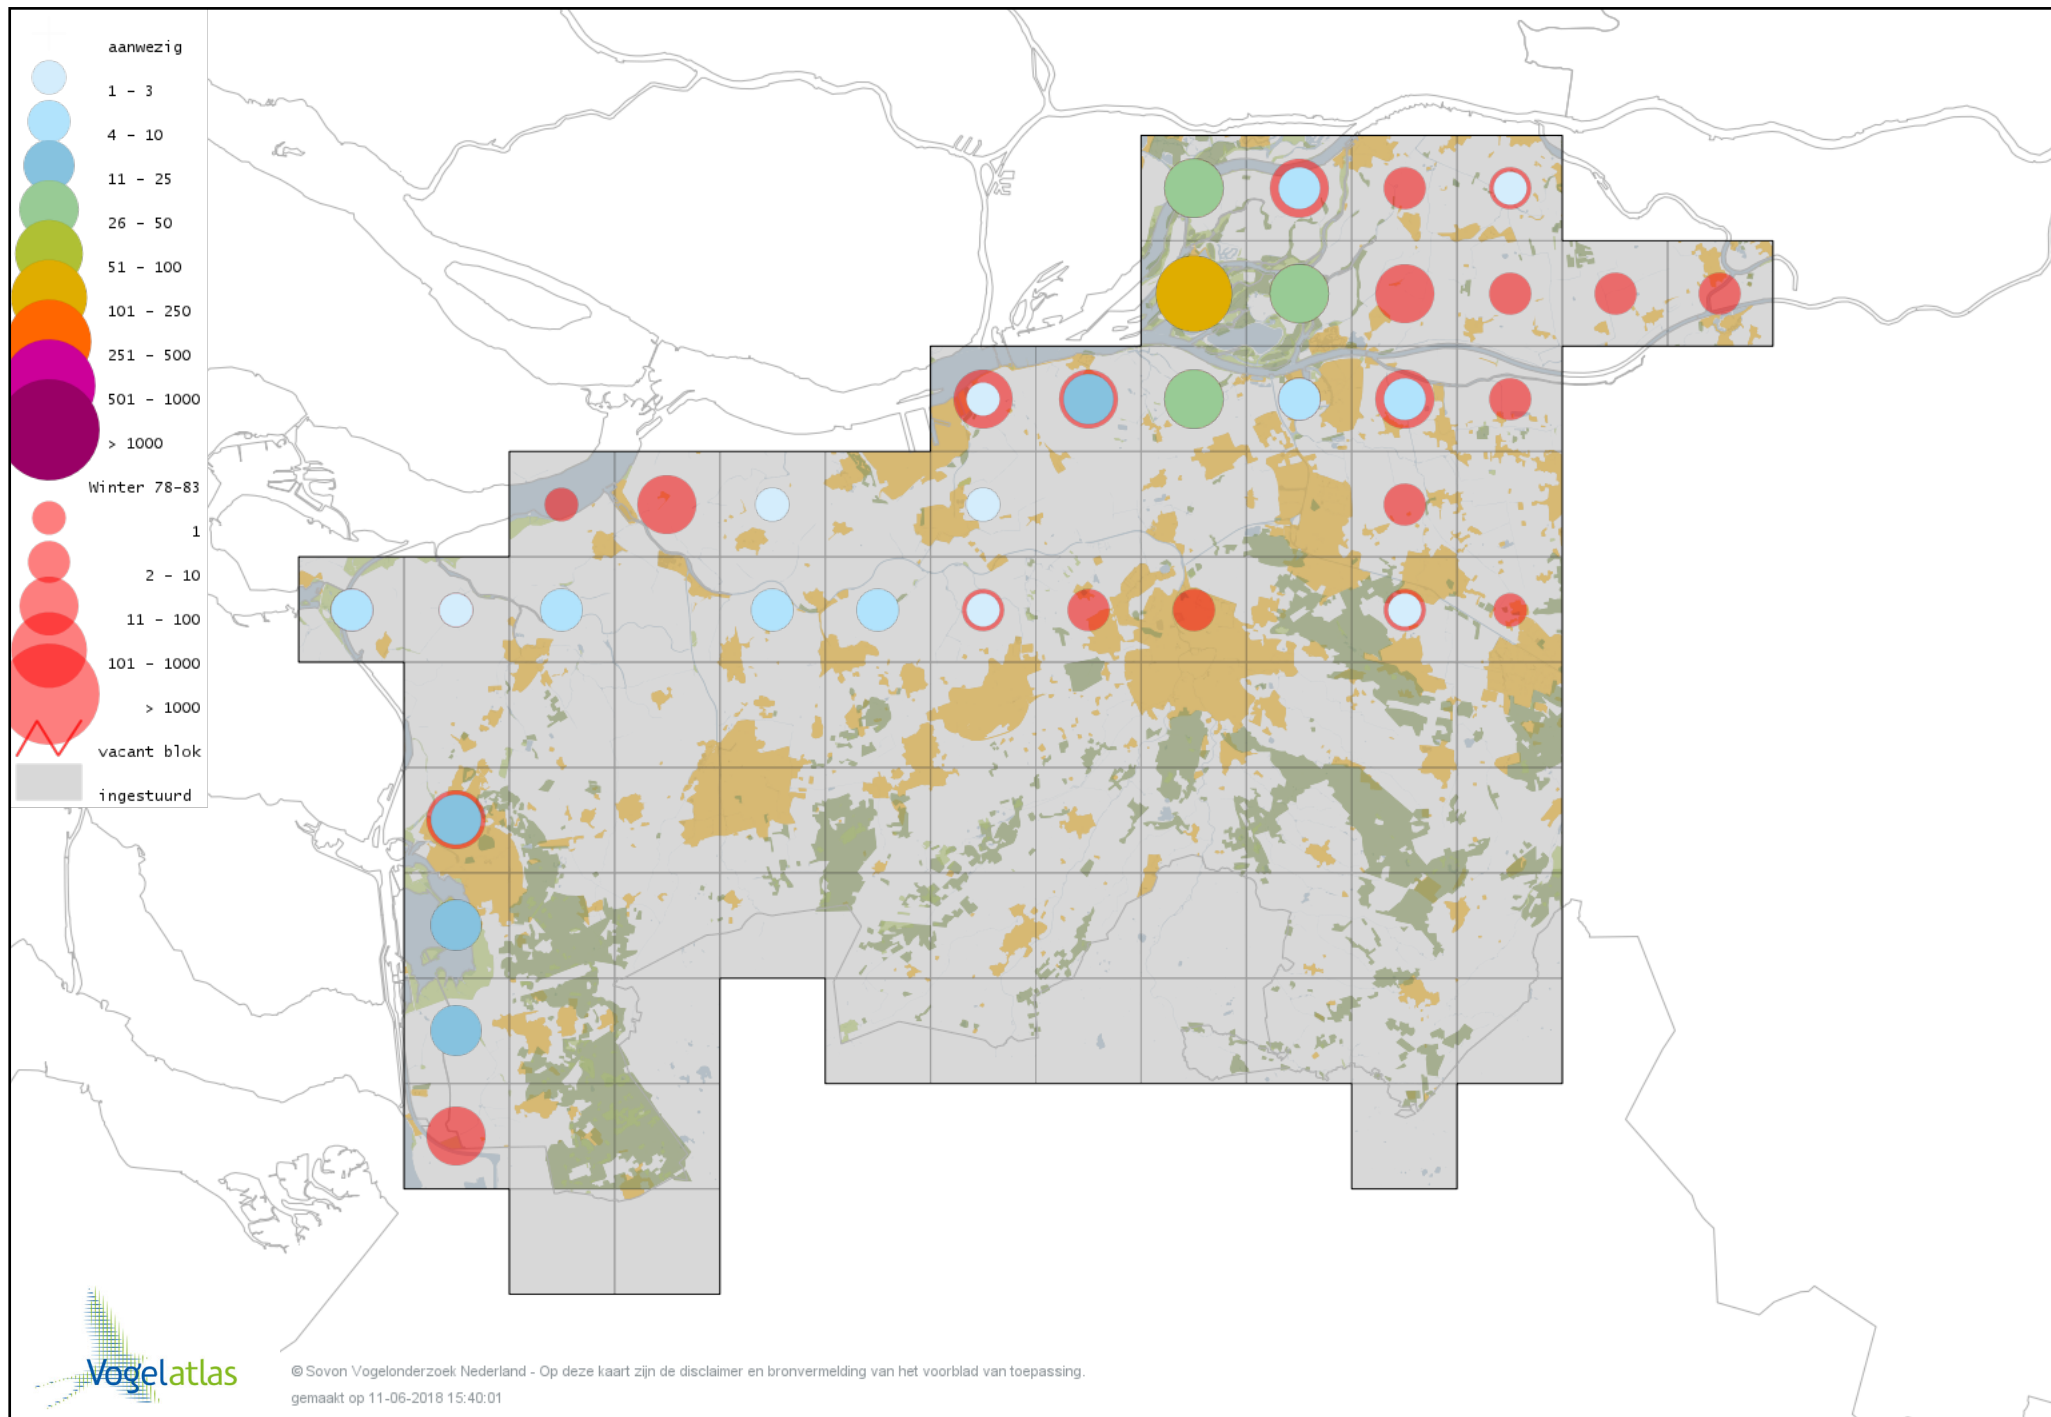 aanwezig
1 - 3
4 - 10
11 - 25
26 - 50
51 - 100
101 - 250
251 - 500
501 - 1000
> 1000
Winter 78-83
1
2 - 10
11 - 100
101 - 1000
> 1000
vacant blok
ingestuurd
Vogelatlas
© Sovon Vogelonderzoek Nederland - Op deze kaart zijn de disclaimer en bronvermelding van het voorblad van toepassing.
gemaakt op 11-06-2018 15:40:01